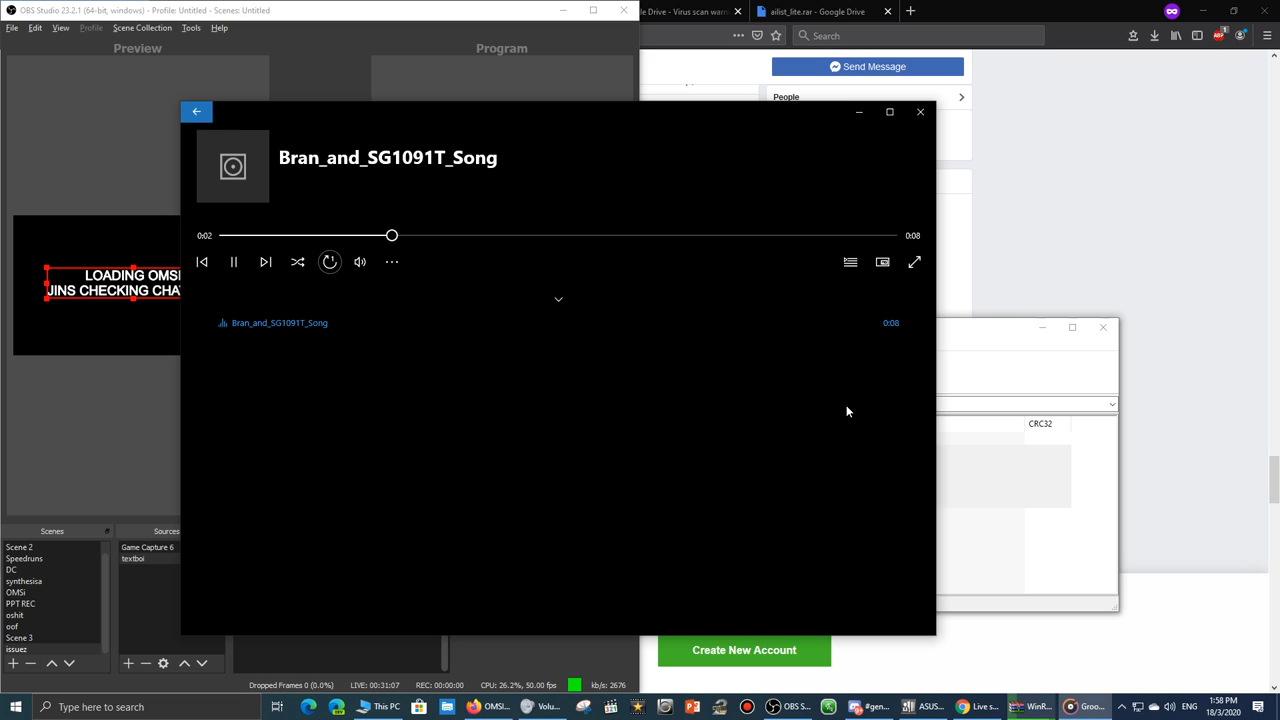 OBS Studio 23.2.1 (64-bit, windows) - Profile: Untitled - Scenes: Untitled
le Drive - Virus scan warn
ailist_lite.rar - Google Drive
File Edit View Profile Scene Collection Tools Help
Search
Preview
Program
Send Message
People
Bran_and_SG1091T_Song
0:02
0:08
LOADING OMSI
JINS CHECKING CHA
Bran_and_SG1091T_Song
0:08
CRC32
Scenes
Sources
Scene 2
Speedruns
DC
synthesisa
OMSi
PPT REC
oshit
oof
Scene 3
issuez
Game Capture 6
textboi
Create New Account
Dropped Frames 0 (0.0%)
LIVE: 00:31:07
REC: 00:00:00
CPU: 26.2%, 50.00 fps
kb/s: 2676
Type here to search
This PC
OMSI...
Volu...
OBS S...
#gen...
ASUS...
Live s...
WinR...
Groo...
ENG
1:58 PM
18/3/2020